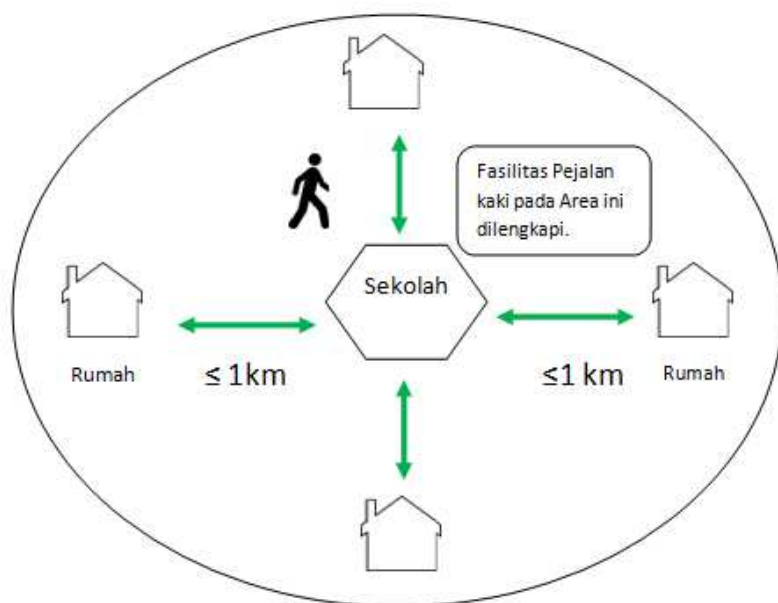 Fasilitas Pejalan
kaki pada Area ini
dilengkapi.
Sekolah
Rumah
≤ 1km
≤1 km
Rumah